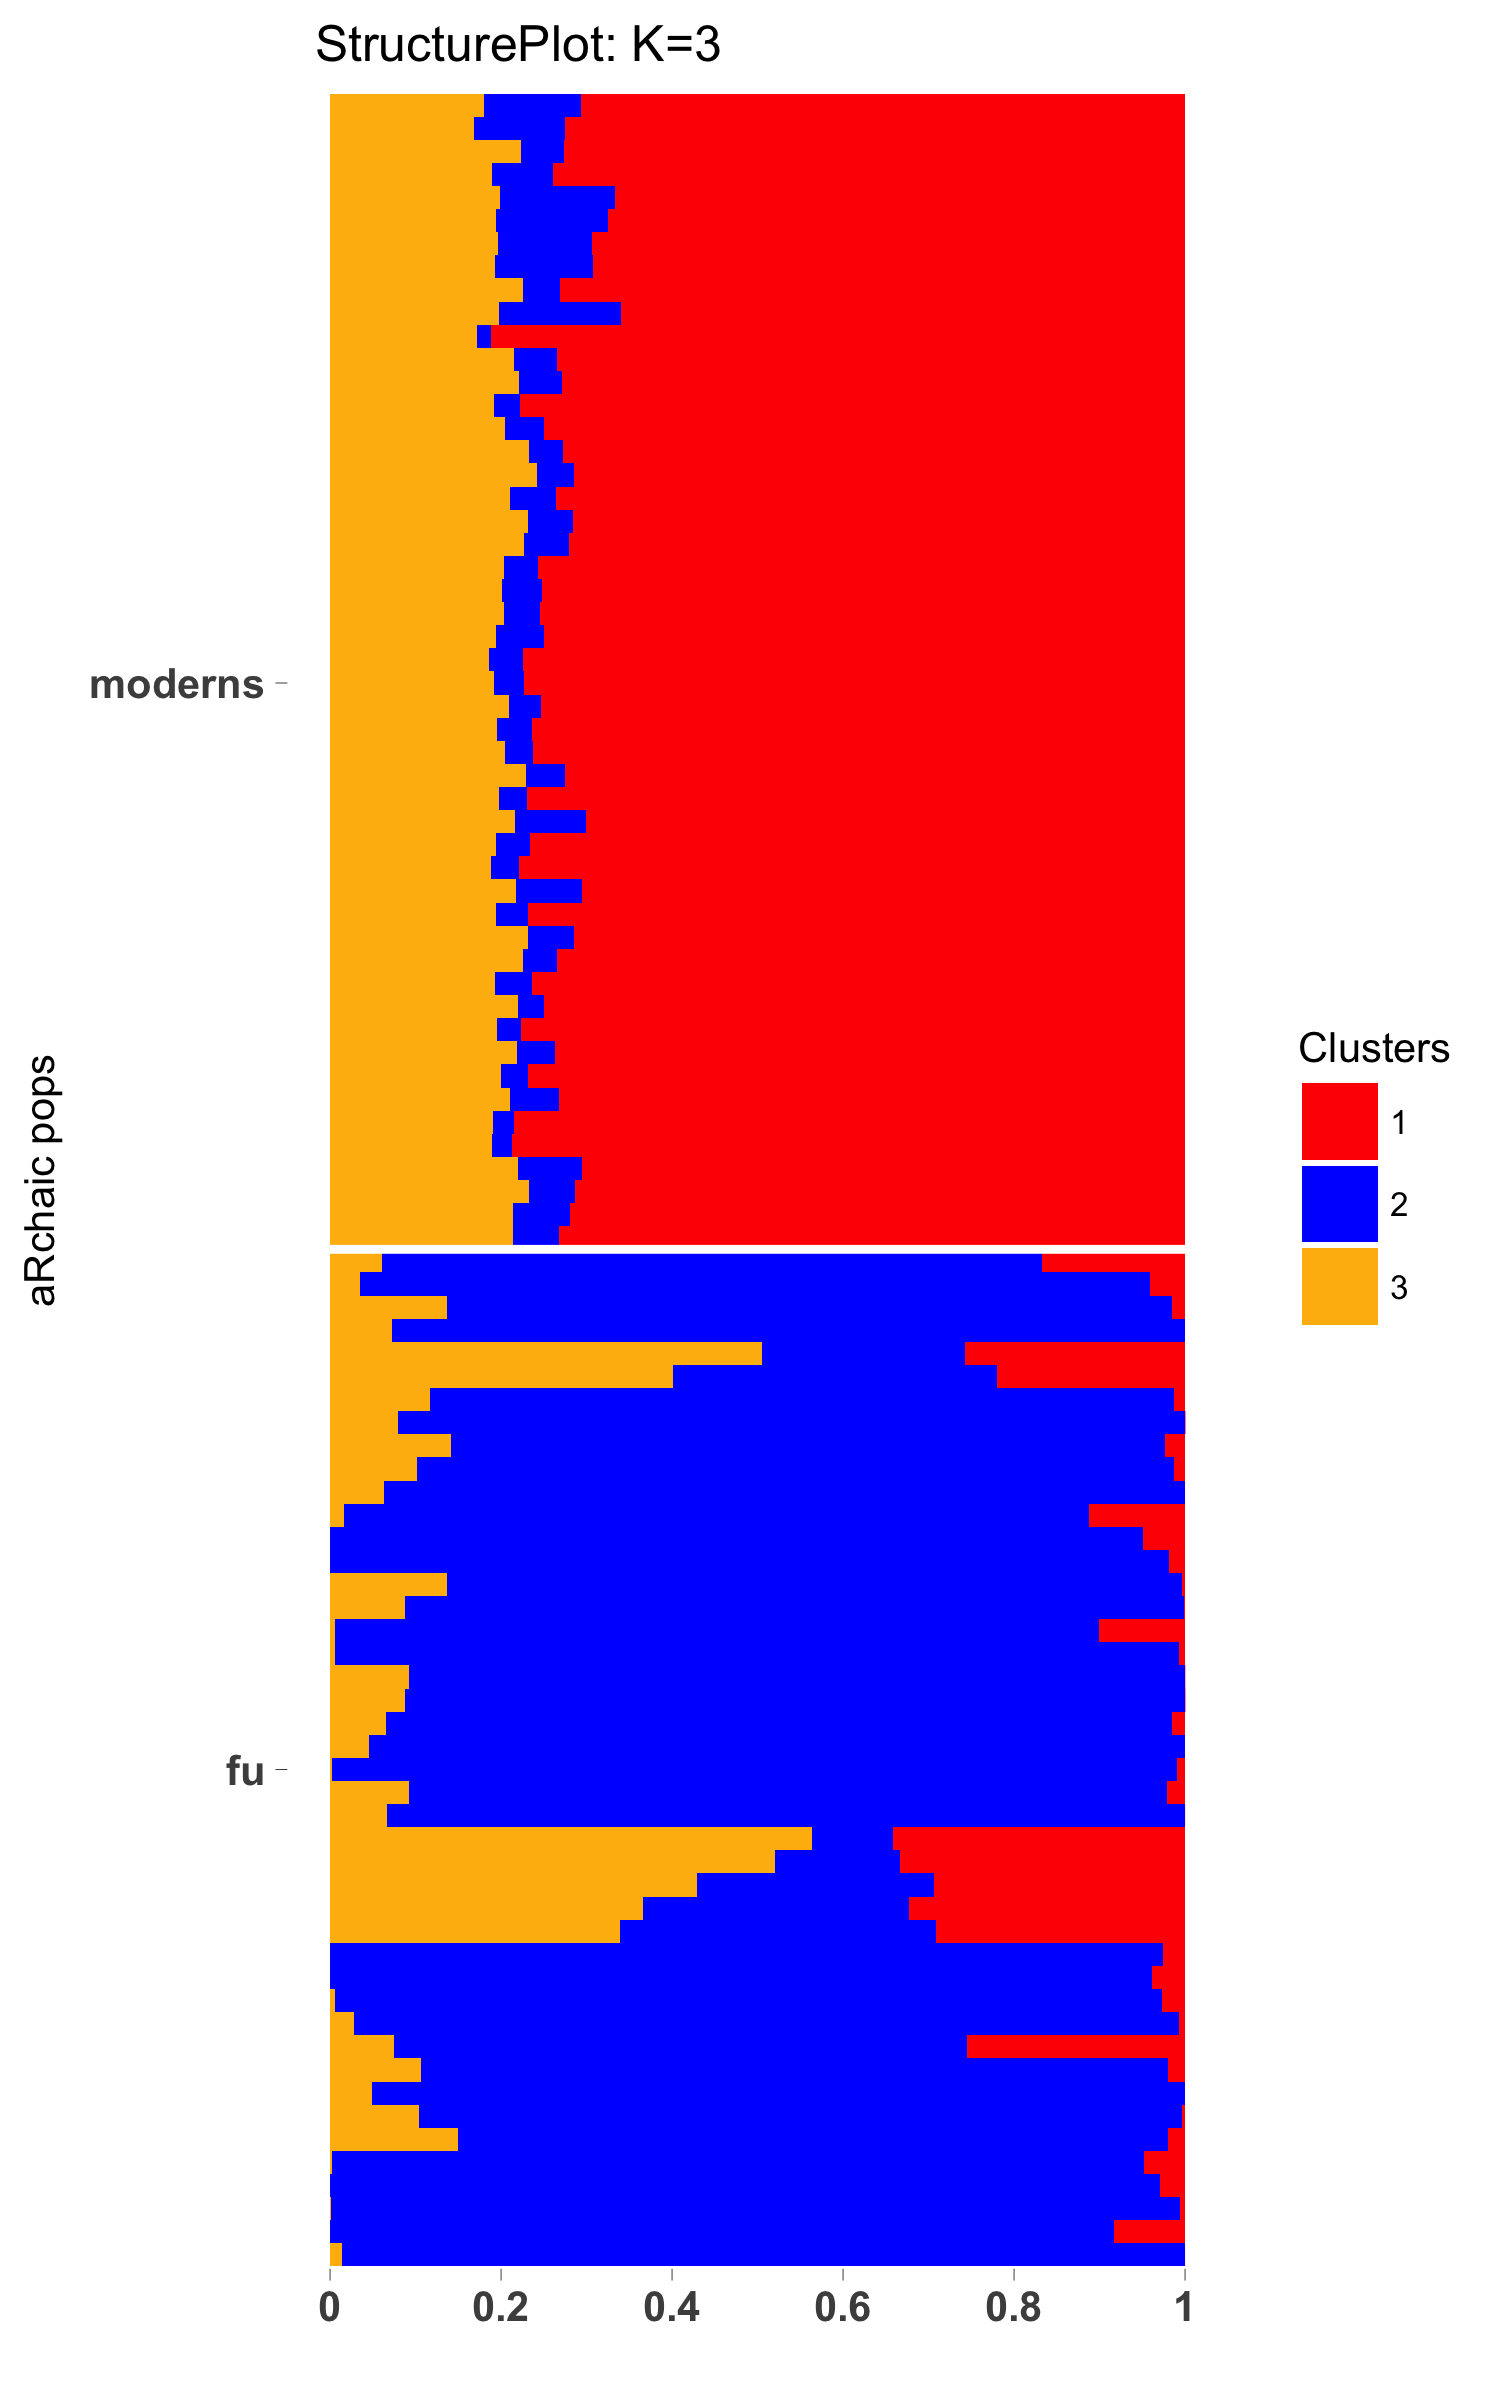 StructurePlot: K=3
moderns
fu
aRchaic pops
0 0.2 0.4 0.6 0.8 1
Clusters
1
2
3